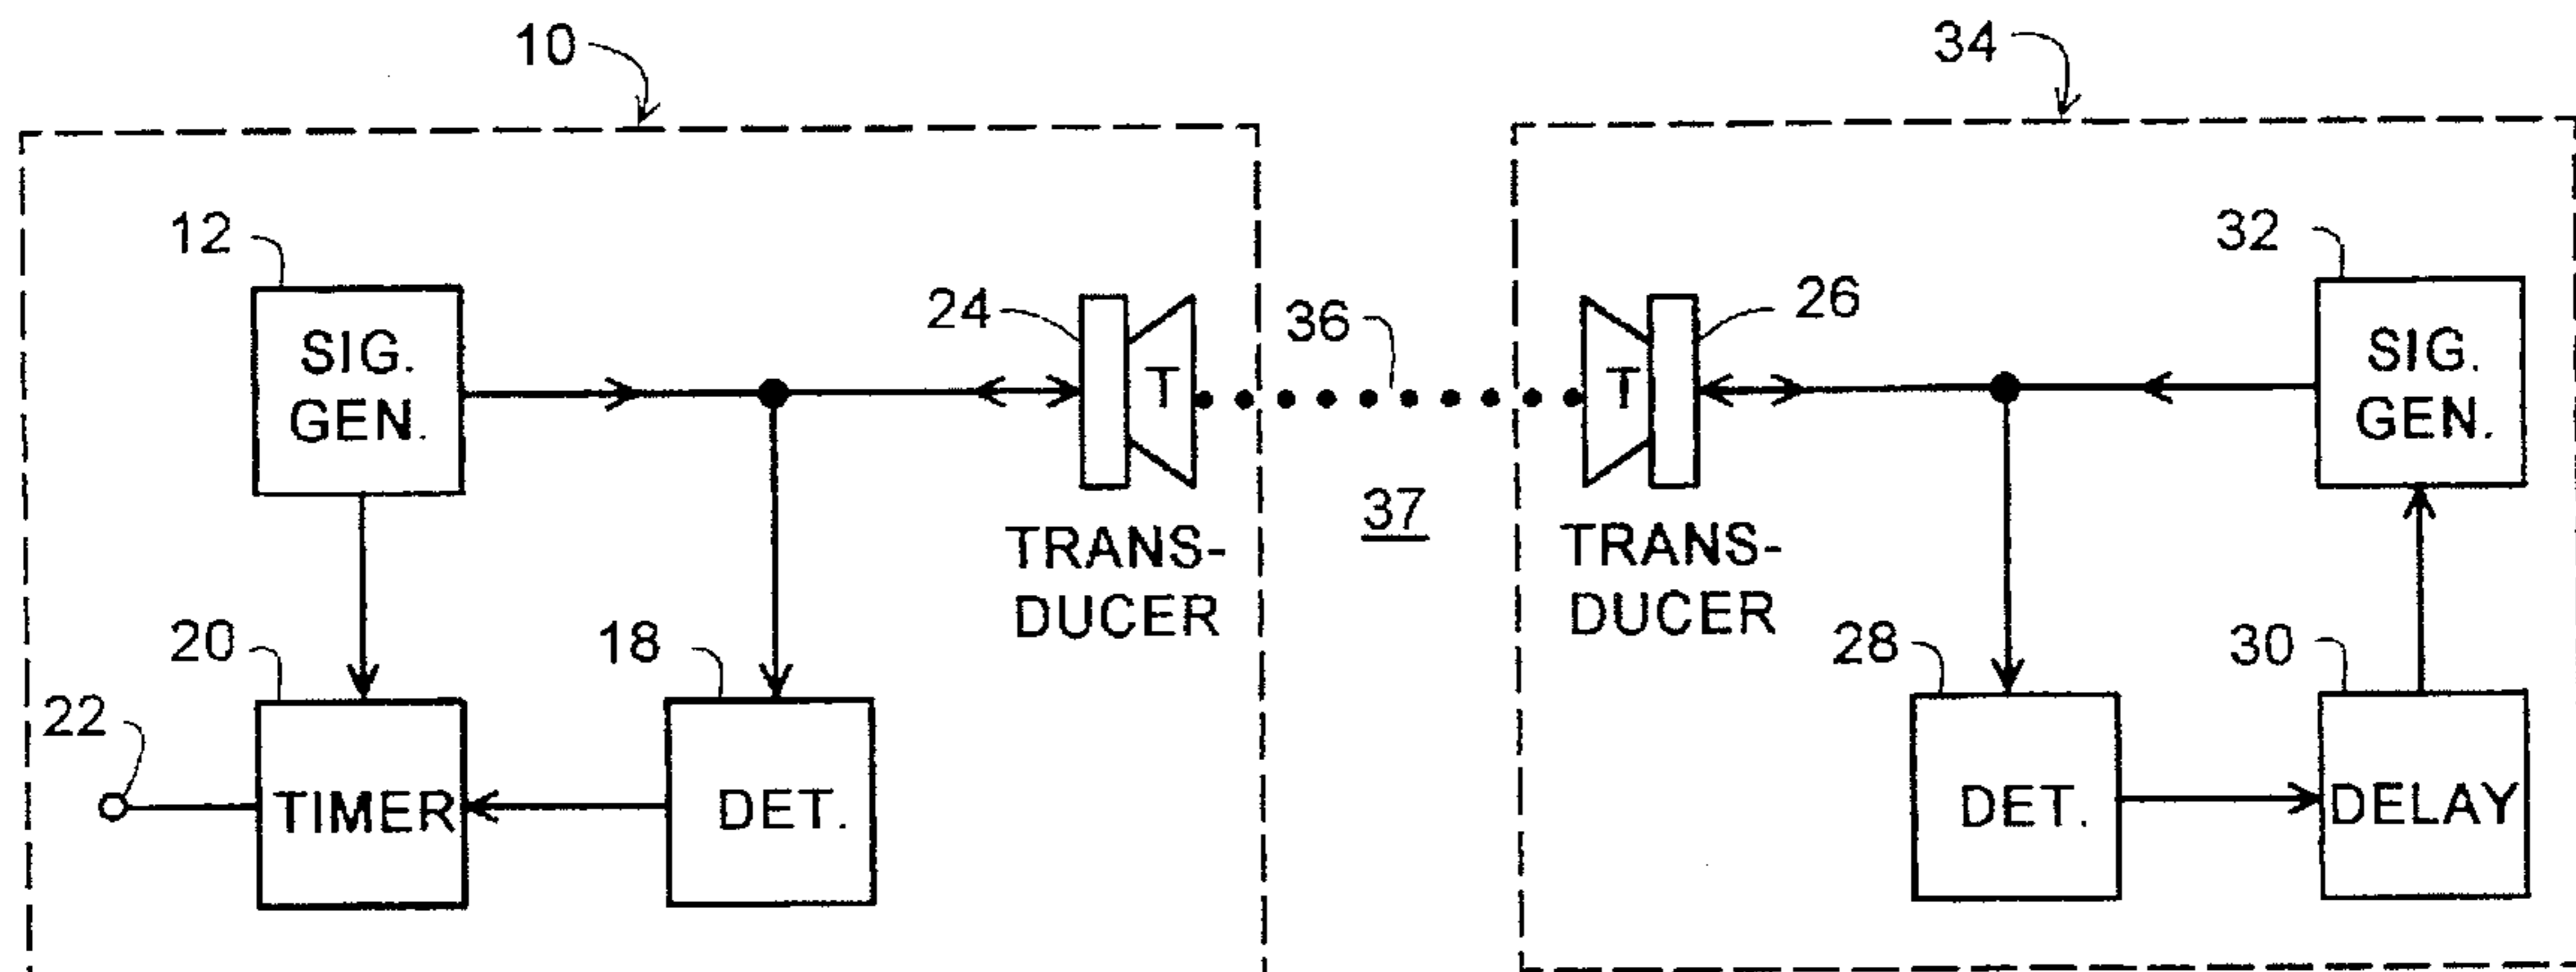 10
34
12
SIG.
GEN.
24
T
36
T
26
32
SIG.
GEN.
37
TRANS-
DUCER
TRANS-
DUCER
20
18
28
30
22
TIMER
DET.
DET.
DELAY